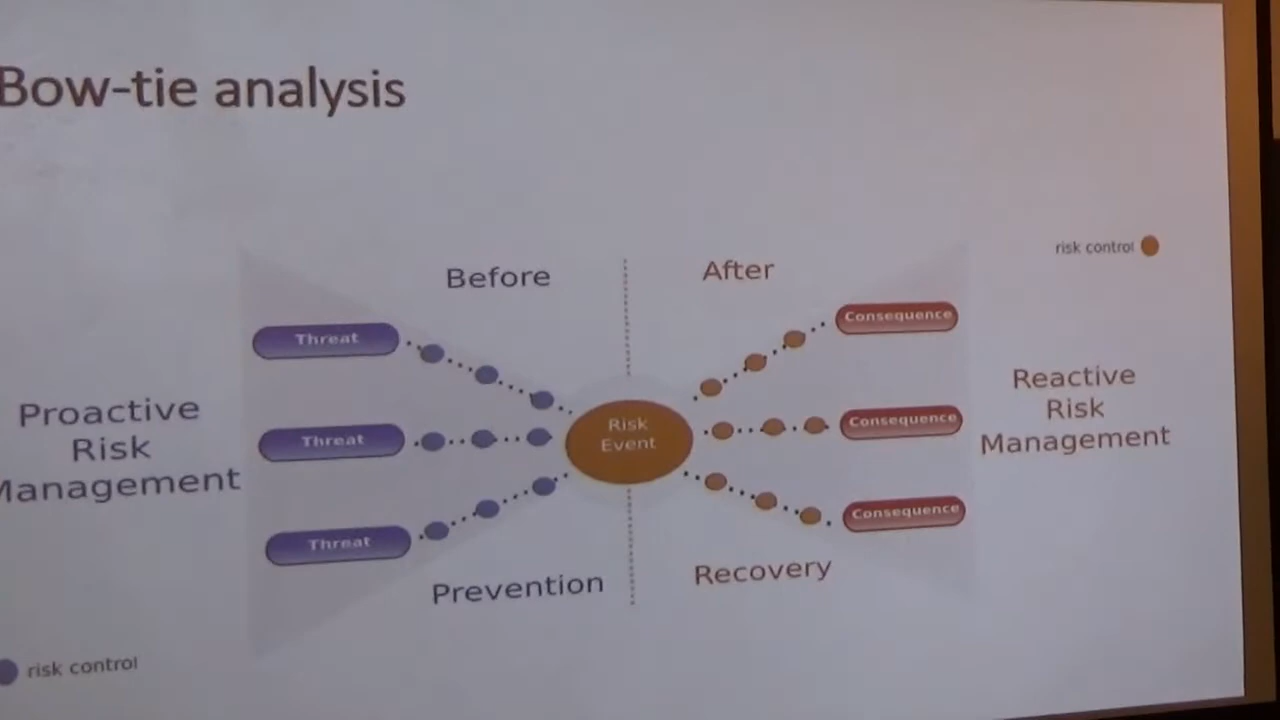 Bow-tie analysis
risk control
Before
After
Threat
Threat
Threat
Consequence
Consequence
Consequence
Risk
Event
Proactive
Risk
Management
Reactive
Risk
Management
Prevention
Recovery
risk control